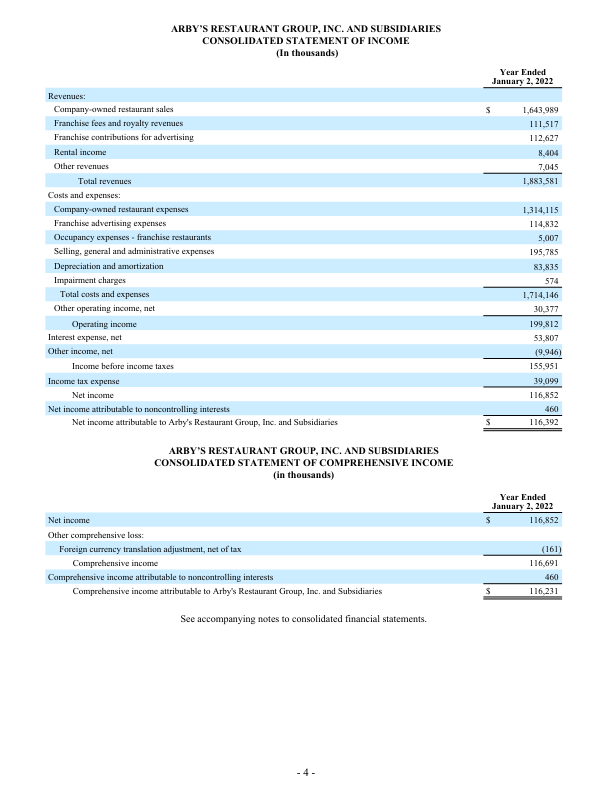 ARBY'S RESTAURANT GROUP, INC. AND SUBSIDIARIES
CONSOLIDATED STATEMENT OF INCOME
(In thousands)
Year Ended
January 2, 2022
Revenues:
Company-owned restaurant sales $ 1,643,989
Franchise fees and royalty revenues 111,517
Franchise contributions for advertising 112,627
Rental income 8,404
Other revenues 7,045
Total revenues 1,883,581
Costs and expenses:
Company-owned restaurant expenses 1,314,115
Franchise advertising expenses 114,832
Occupancy expenses - franchise restaurants 5,007
Selling, general and administrative expenses 195,785
Depreciation and amortization 83,835
Impairment charges 574
Total costs and expenses 1,714,146
Other operating income, net 30,377
Operating income 199,812
Interest expense, net 53,807
Other income, net (9,946)
Income before income taxes 155,951
Income tax expense 39,099
Net income 116,852
Net income attributable to noncontrolling interests 460
Net income attributable to Arby's Restaurant Group, Inc. and Subsidiaries $ 116,392
ARBY'S RESTAURANT GROUP, INC. AND SUBSIDIARIES
CONSOLIDATED STATEMENT OF COMPREHENSIVE INCOME
(in thousands)
Year Ended
January 2, 2022
Net income $ 116,852
Other comprehensive loss:
Foreign currency translation adjustment, net of tax (161)
Comprehensive income 116,691
Comprehensive income attributable to noncontrolling interests 460
Comprehensive income attributable to Arby's Restaurant Group, Inc. and Subsidiaries $ 116,231
See accompanying notes to consolidated financial statements.
- 4 -